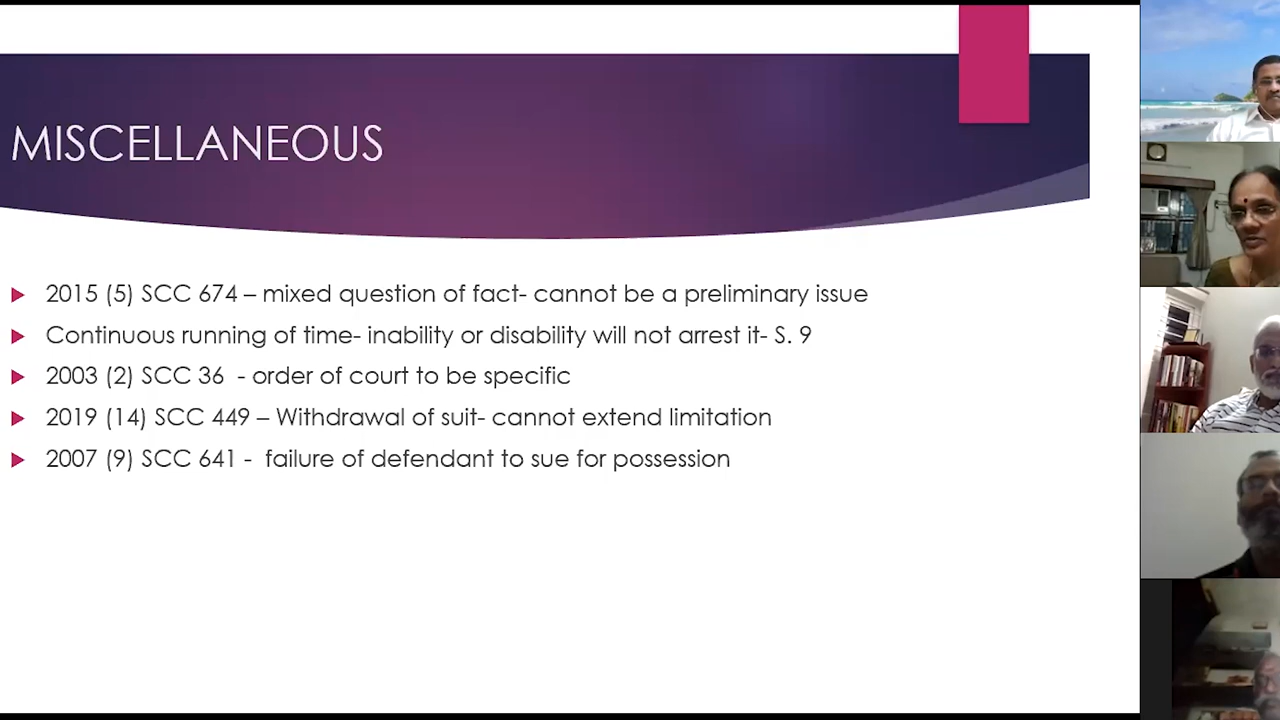 MISCELLANEOUS
2015 (5) SCC 674 – mixed question of fact- cannot be a preliminary issue
Continuous running of time- inability or disability will not arrest it- S. 9
2003 (2) SCC 36 - order of court to be specific
2019 (14) SCC 449 – Withdrawal of suit- cannot extend limitation
2007 (9) SCC 641 - failure of defendant to sue for possession